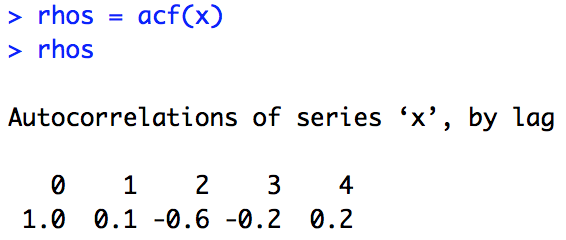 > rhos = acf(x)
> rhos
Autocorrelations of series ‘x’, by lag
0 1 2 3 4
1.0 0.1 -0.6 -0.2 0.2